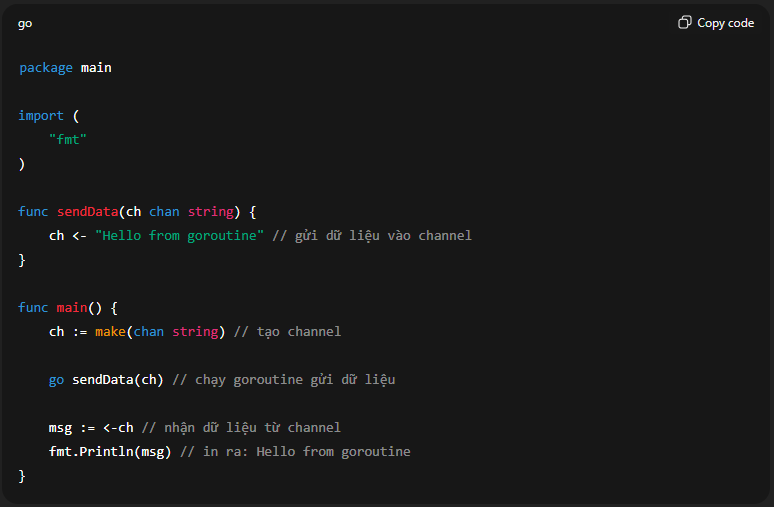 go
Copy code
package main
import (
    "fmt"
)
func sendData(ch chan string) {
    ch <- "Hello from goroutine" // gửi dữ liệu vào channel
}
func main() {
    ch := make(chan string) // tạo channel
    go sendData(ch) // chạy goroutine gửi dữ liệu
    msg := <-ch // nhận dữ liệu từ channel
    fmt.Println(msg) // in ra: Hello from goroutine
}